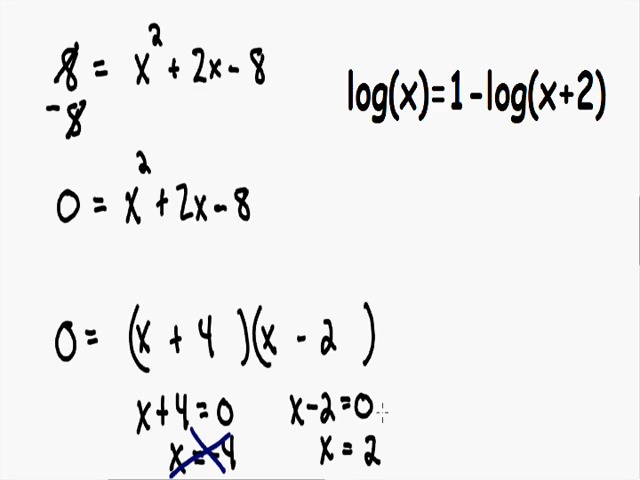 8 = x² + 2x - 8
log(x)=1-log(x+2)
-8
0 = x² + 2x - 8
0 = (x + 4 )(x - 2 )
x+4=0 x-2=0
x=-4 x=2